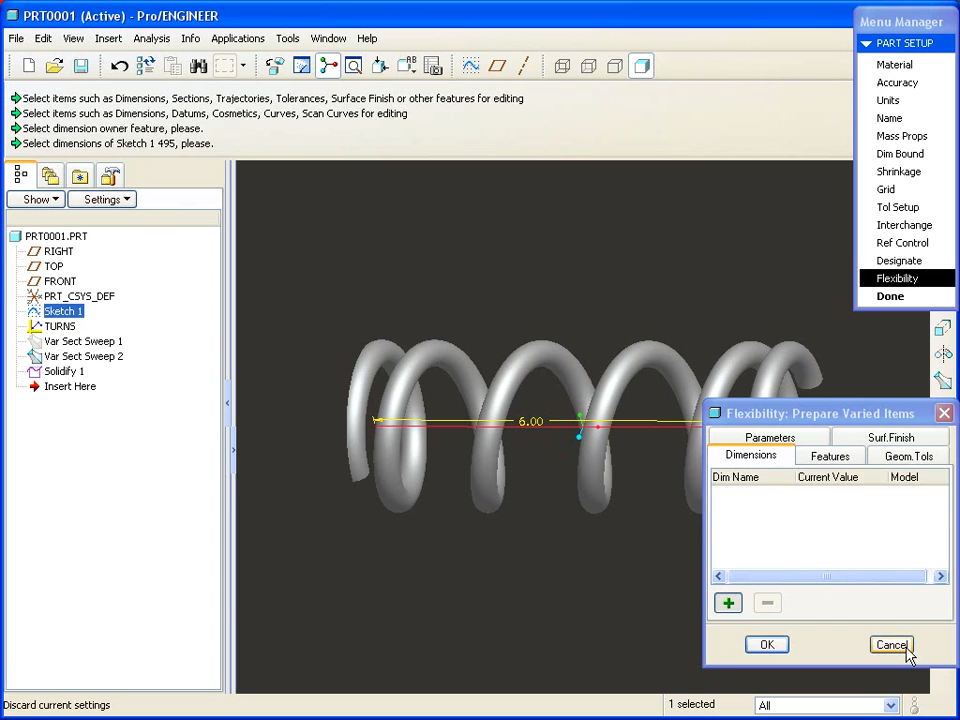 PRT0001 (Active) - Pro/ENGINEER
File Edit View Insert Analysis Info Applications Tools Window Help
Select items such as Dimensions, Sections, Trajectories, Tolerances, Surface Finish or other features for editing
Select items such as Dimensions, Datums, Cosmetics, Curves, Scan Curves for editing
Select dimension owner feature, please.
Select dimensions of Sketch 1 495, please.
Show Settings
PRT0001.PRT
RIGHT
TOP
FRONT
PRT_CSYS_DEF
Sketch 1
TURNS
Var Sect Sweep 1
Var Sect Sweep 2
Solidify 1
Insert Here
6.00
Menu Manager
PART SETUP
Material
Accuracy
Units
Name
Mass Props
Dim Bound
Shrinkage
Grid
Tol Setup
Interchange
Ref Control
Designate
Flexibility
Done
Flexibility: Prepare Varied Items
Parameters Surf.Finish
Dimensions Features Geom.Tols
Dim Name Current Value Model
OK Cancel
Discard current settings
1 selected
All